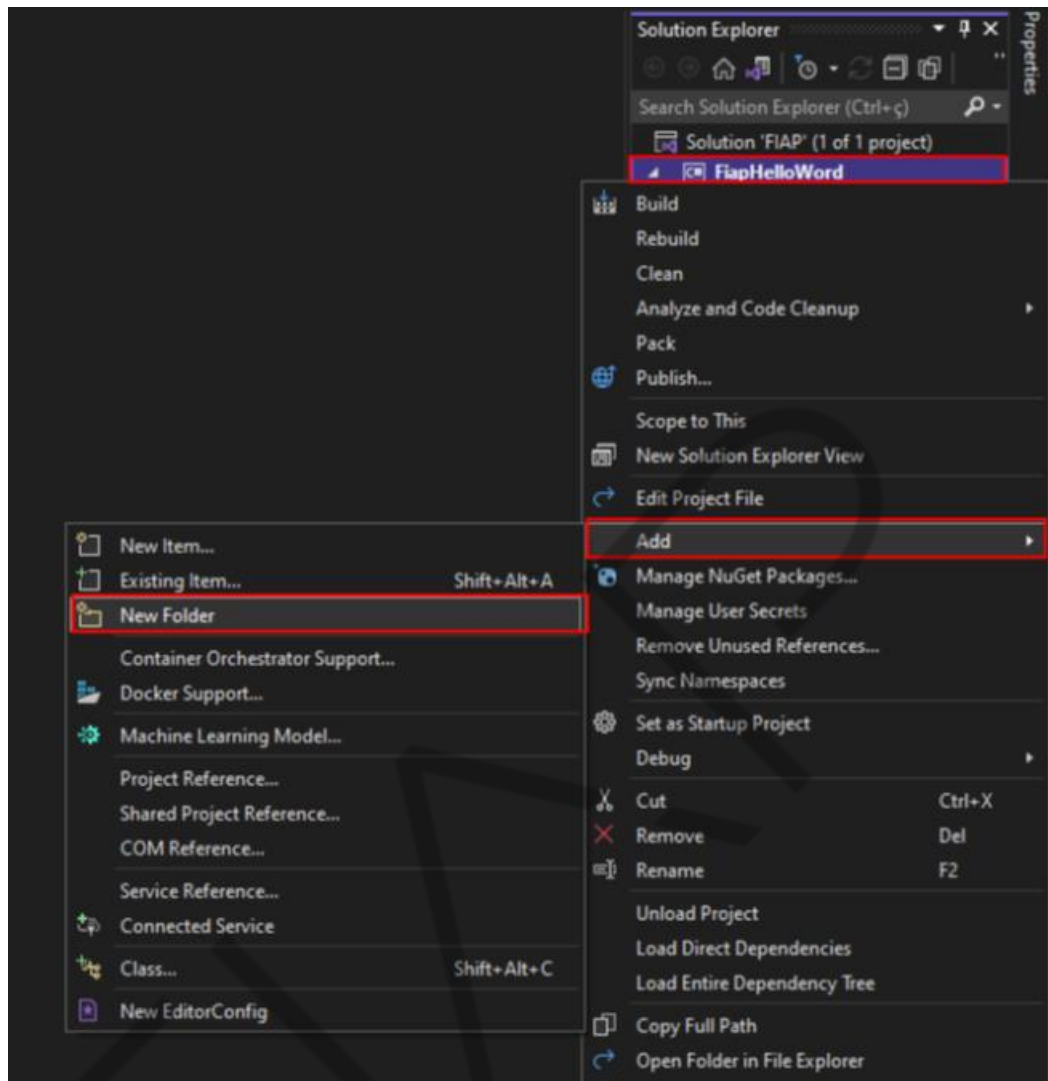 Solution Explorer
Properties
Search Solution Explorer (Ctrl+ç)
Solution 'FIAP' (1 of 1 project)
FiapHelloWord
Build
Rebuild
Clean
Analyze and Code Cleanup
Pack
Publish...
Scope to This
New Solution Explorer View
Edit Project File
Add
Manage NuGet Packages...
Manage User Secrets
Remove Unused References...
Sync Namespaces
Set as Startup Project
Debug
Cut Ctrl+X
Remove Del
Rename F2
Unload Project
Load Direct Dependencies
Load Entire Dependency Tree
Copy Full Path
Open Folder in File Explorer
New Item...
Existing Item... Shift+Alt+A
New Folder
Container Orchestrator Support...
Docker Support...
Machine Learning Model...
Project Reference...
Shared Project Reference...
COM Reference...
Service Reference...
Connected Service
Class... Shift+Alt+C
New EditorConfig